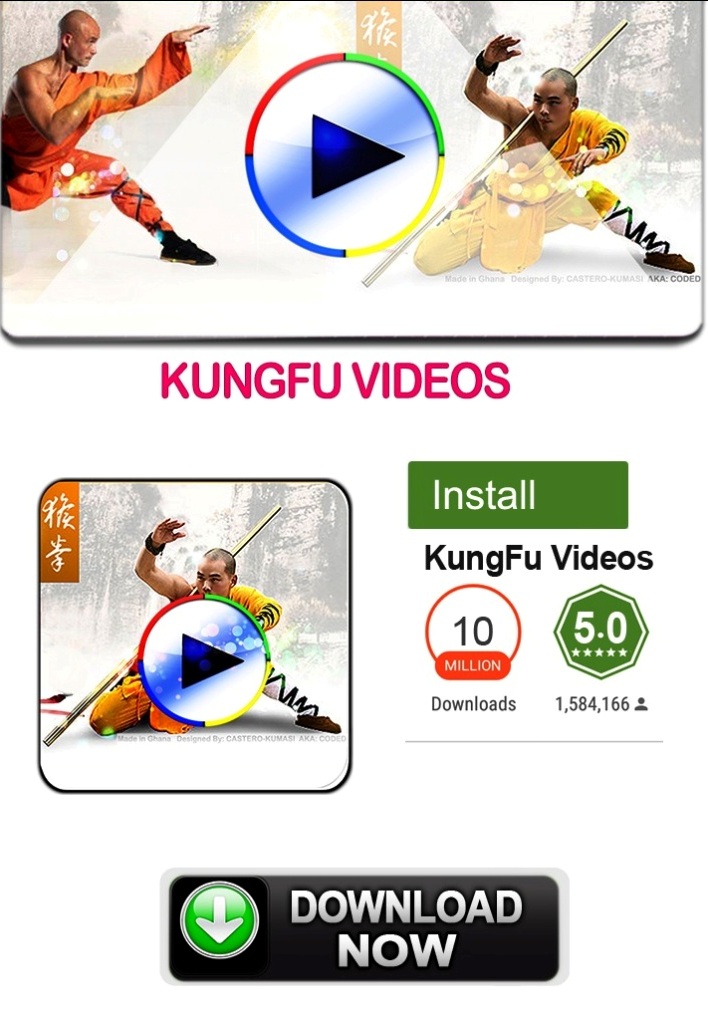 猴
Made in Ghana Designed By: CASTERO-KUMASI AKA: CODED
KUNGFU VIDEOS
猴
拳
Made in Ghana Designed By: CASTERO-KUMASI AKA: CODED
Install
KungFu Videos
10
MILLION
Downloads
5.0
1,584,166
DOWNLOAD
NOW